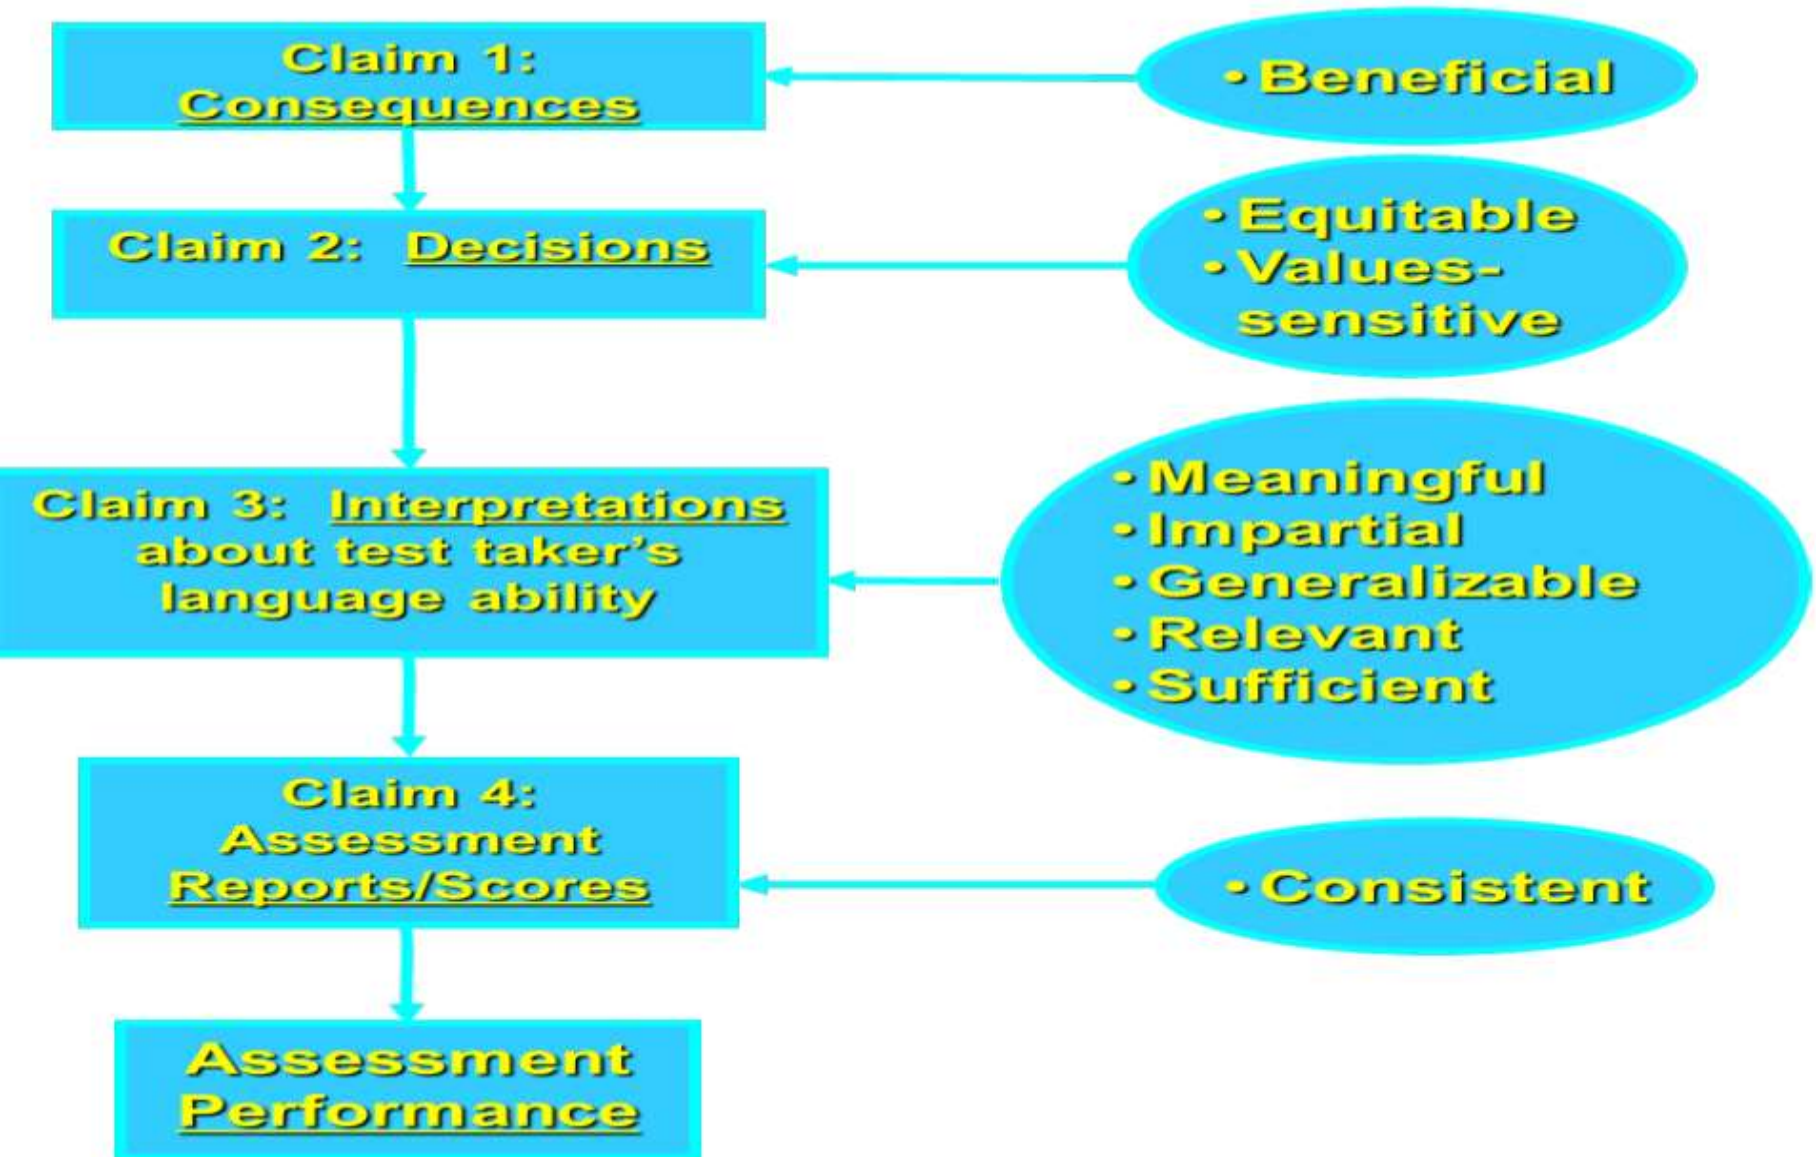 Claim 1:
Consequences
• Beneficial
Claim 2: Decisions
• Equitable
• Values-
sensitive
Claim 3: Interpretations
about test taker's
language ability
• Meaningful
• Impartial
• Generalizable
• Relevant
• Sufficient
Claim 4:
Assessment
Reports/Scores
• Consistent
Assessment
Performance